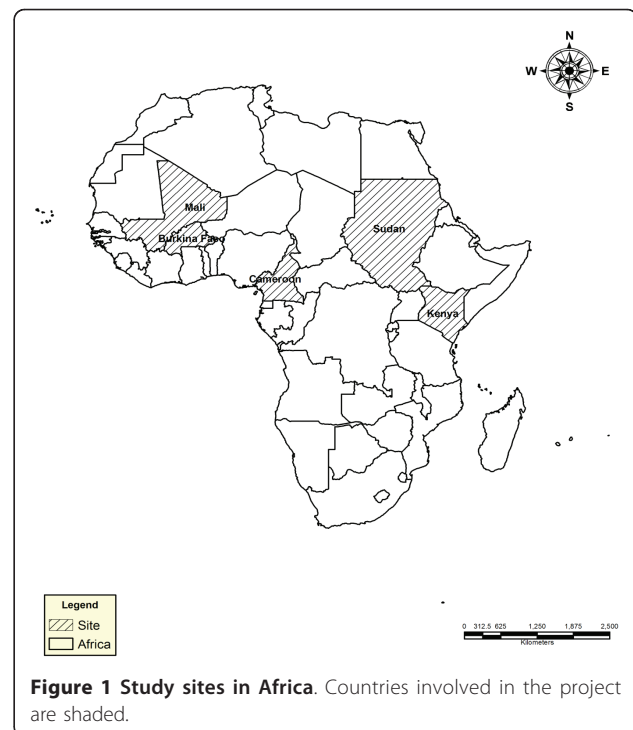 N
W E
S
Mali
Burkina Faso
Sudan
Cameroon
Kenya
Legend
Site
Africa
0 312.5 625 1,250 1,875 2,500
Kilometers
Figure 1 Study sites in Africa. Countries involved in the project
are shaded.